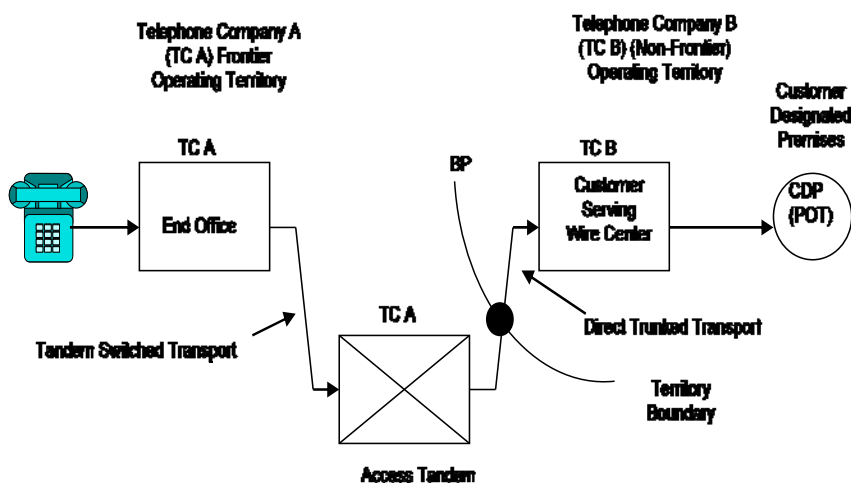 Telephone Company A
(TC A) Frontier
Operating Territory
Telephone Company B
(TC B) (Non-Frontier)
Operating Territory
Customer
Designated
Premises
TC A
End Office
BP
TC B
Customer
Serving
Wire Center
CDP
(POT)
Tandem Switched Transport
TC A
Direct Trunked Transport
Territory
Boundary
Access Tandem